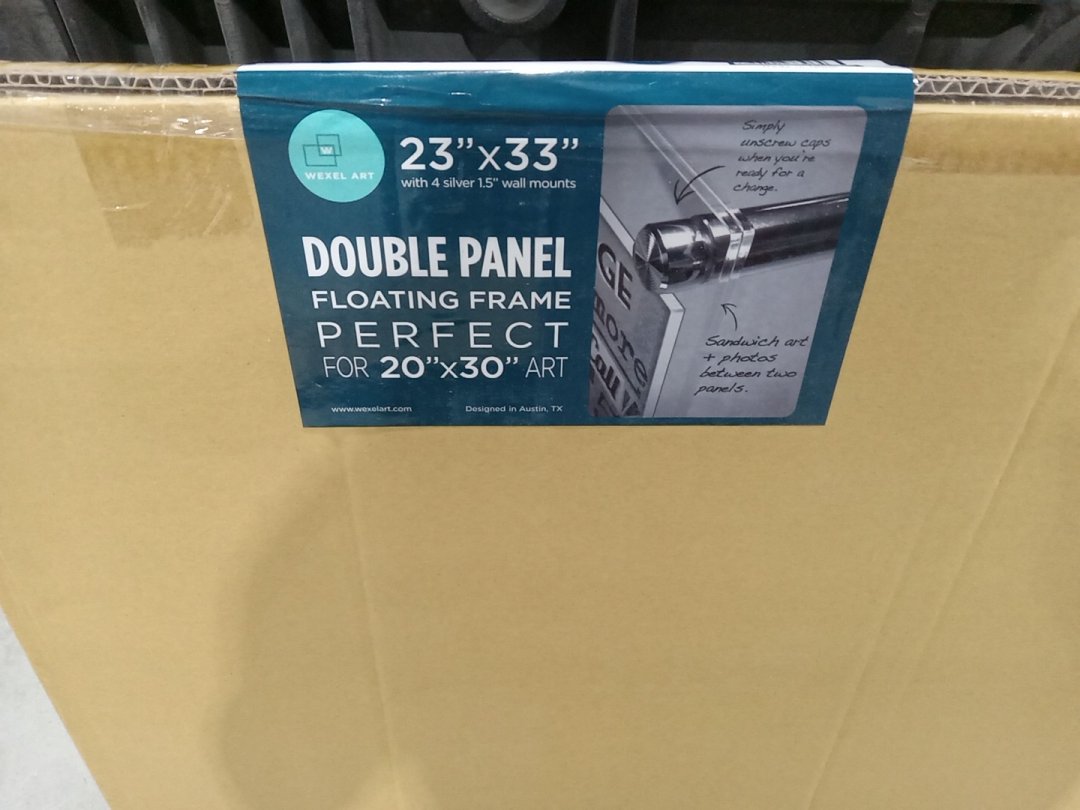 W
WEXEL ART
23”x33”
with 4 silver 1.5” wall mounts
DOUBLE PANEL
FLOATING FRAME
PERFECT
FOR 20”x30” ART
www.wexelart.com
Designed in Austin, TX
Simply
unscrew caps
when you're
ready for a
change.
GE
more
Sandwich art
+ photos
between two
panels.